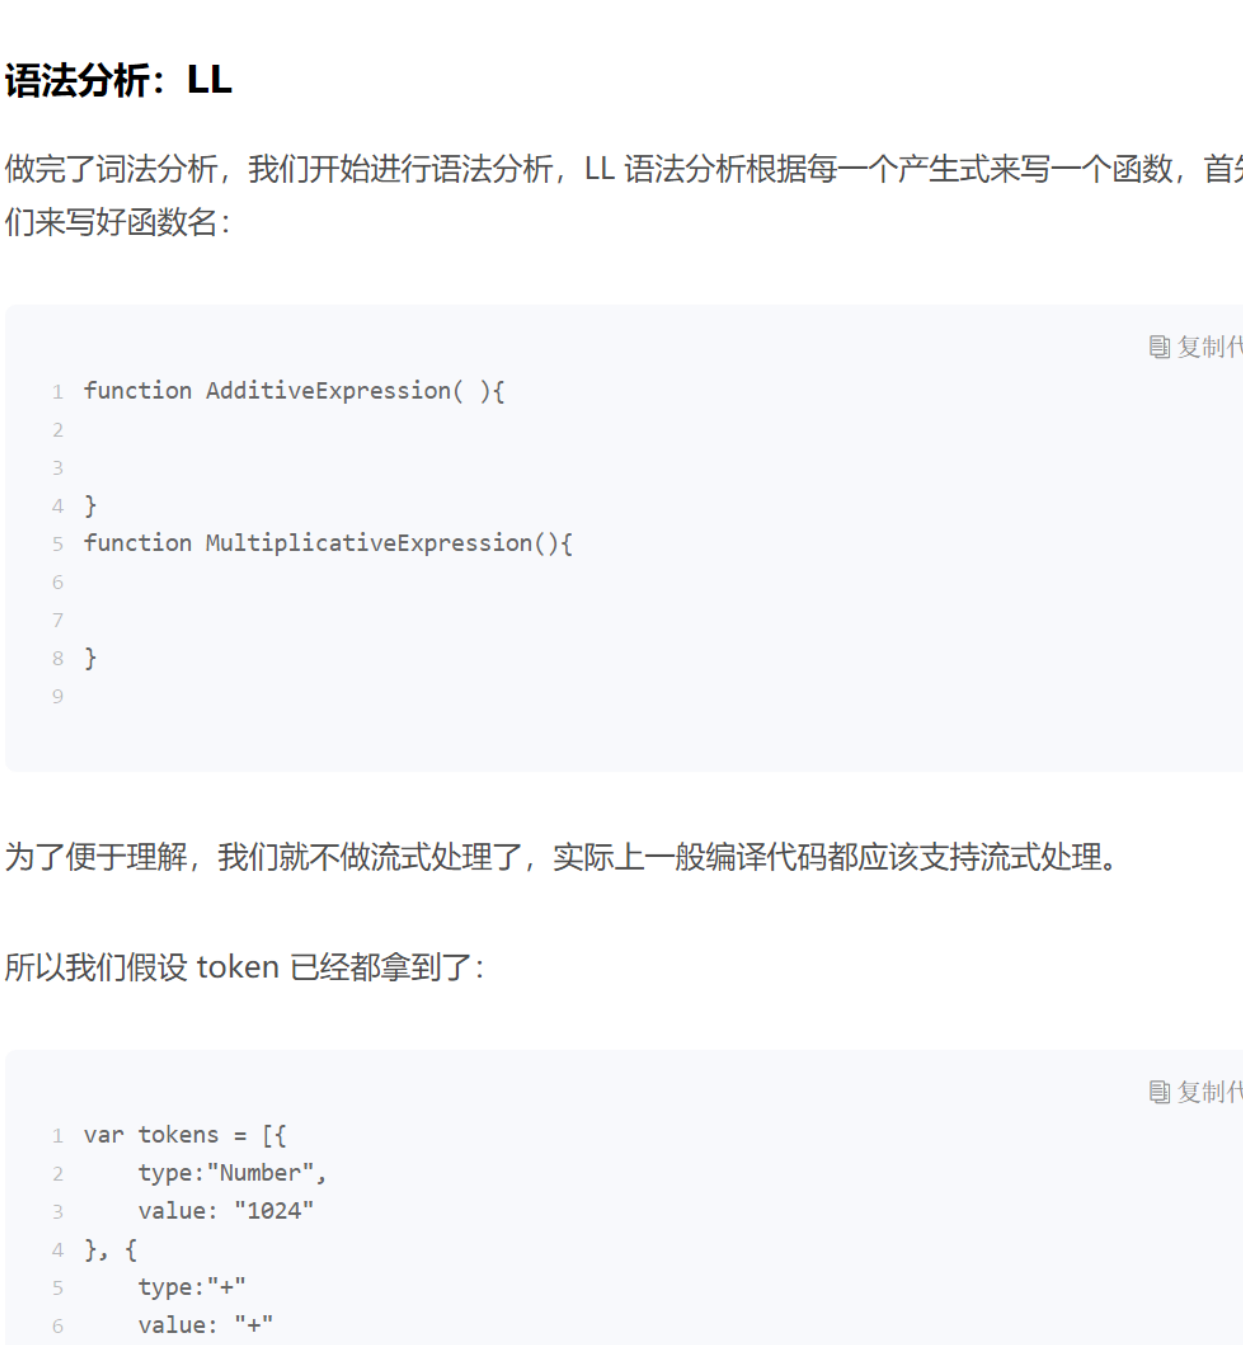 语法分析：LL
做完了词法分析，我们开始进行语法分析，LL 语法分析根据每一个产生式来写一个函数，首
们来写好函数名：
复制
1 function AdditiveExpression( ){
2
3
4 }
5 function MultiplicativeExpression(){
6
7
8 }
9
为了便于理解，我们就不做流式处理了，实际上一般编译代码都应该支持流式处理。
所以我们假设 token 已经都拿到了：
复制
1 var tokens = [{
2     type:"Number",
3     value: "1024"
4 }, {
5     type:"+"
6     value: "+"